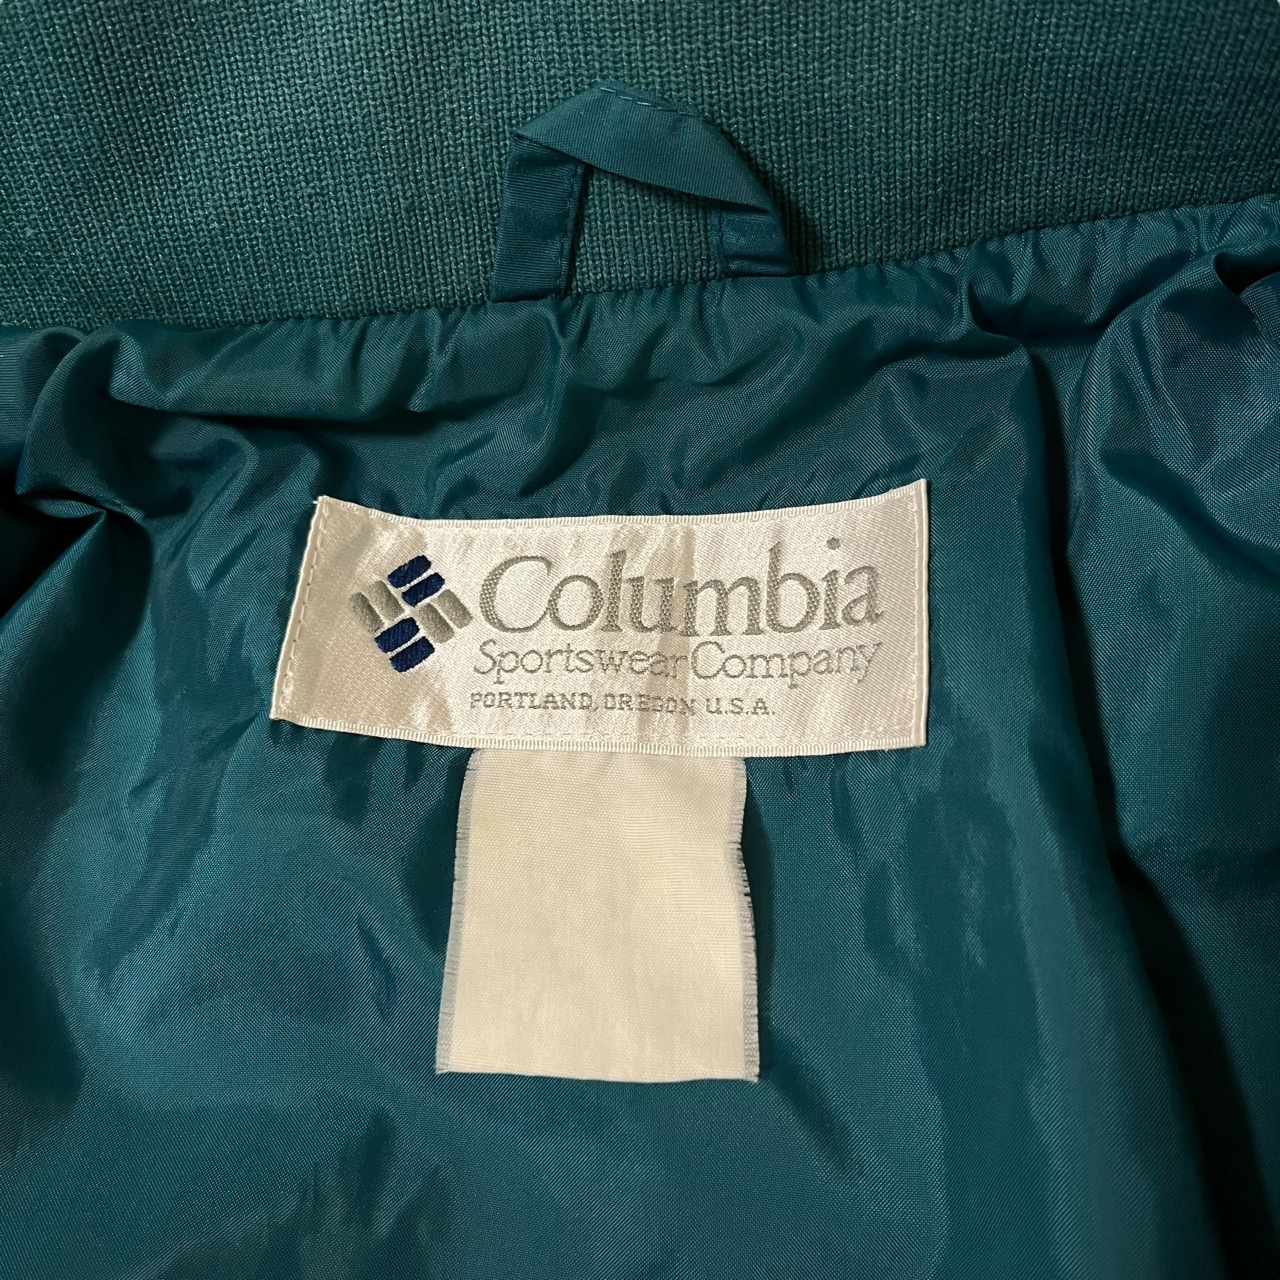 Columbia
Sportswear Company
PORTLAND, OREGON U.S.A.